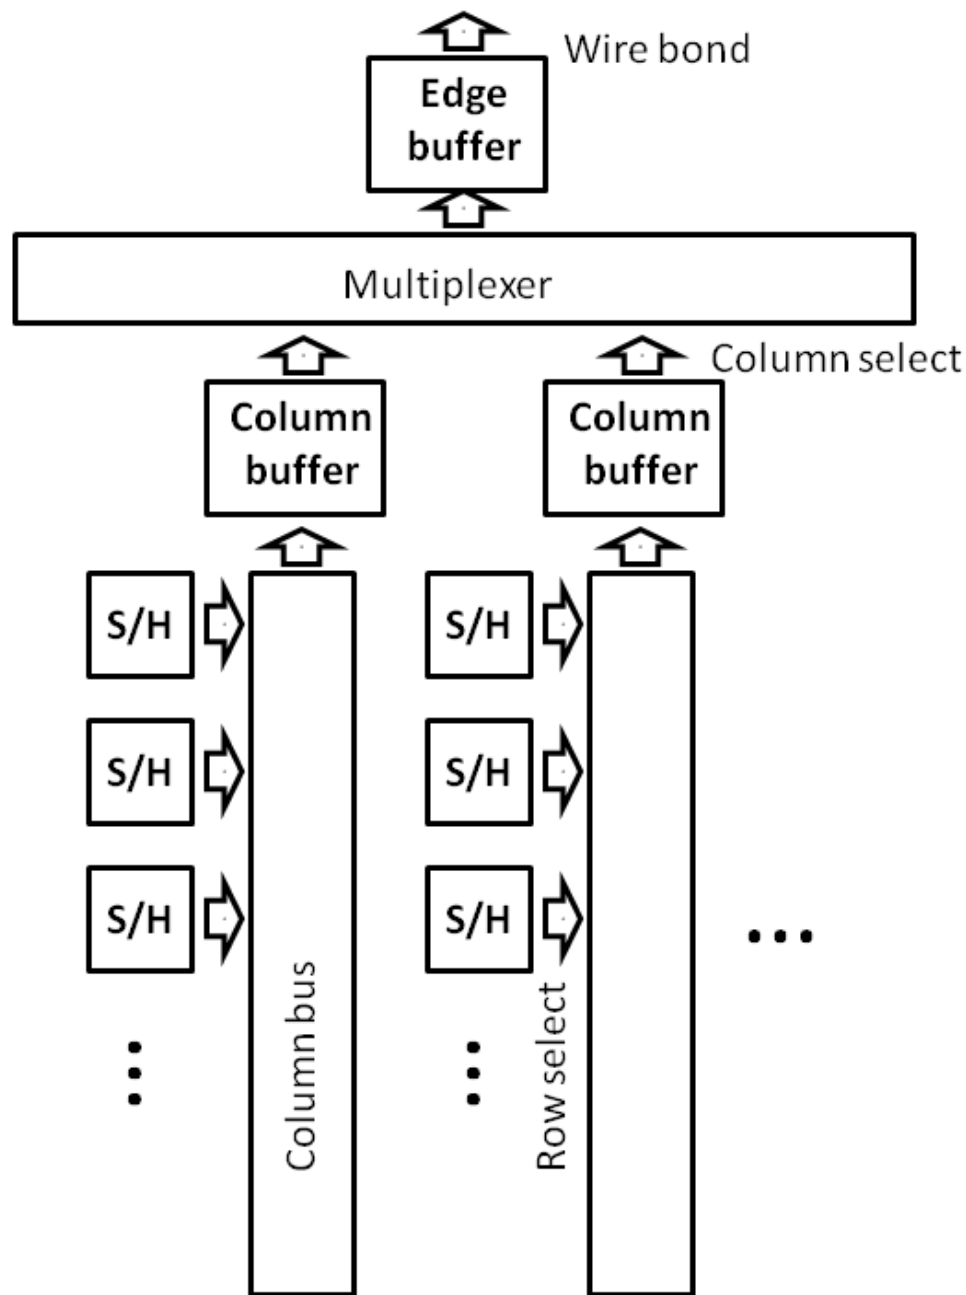 Wire bond
Edge
buffer
Multiplexer
Column select
Column
buffer
Column
buffer
S/H
S/H
S/H
S/H
S/H
S/H
Column bus
Row select